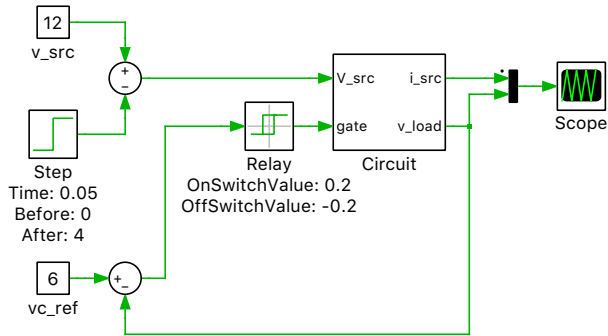 12
v_src
+
−
Step
Time: 0.05
Before: 0
After: 4
V_src
i_src
gate
v_load
Circuit
Scope
Relay
OnSwitchValue: 0.2
OffSwitchValue: -0.2
6
vc_ref
+
−